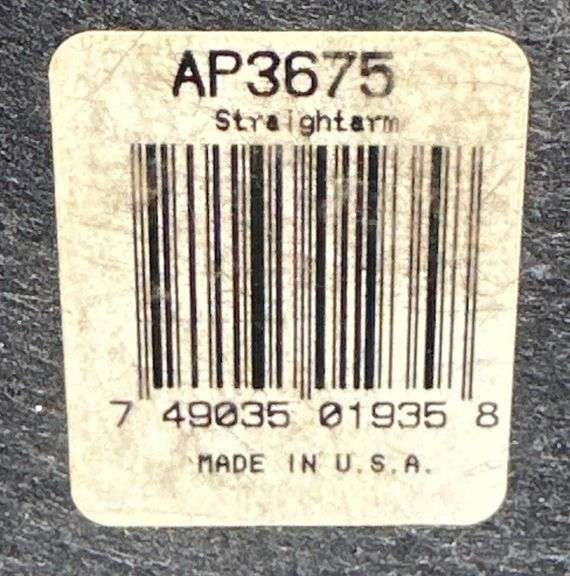 AP3675
Straightarm
7 49035 01935 8
MADE IN U.S.A.